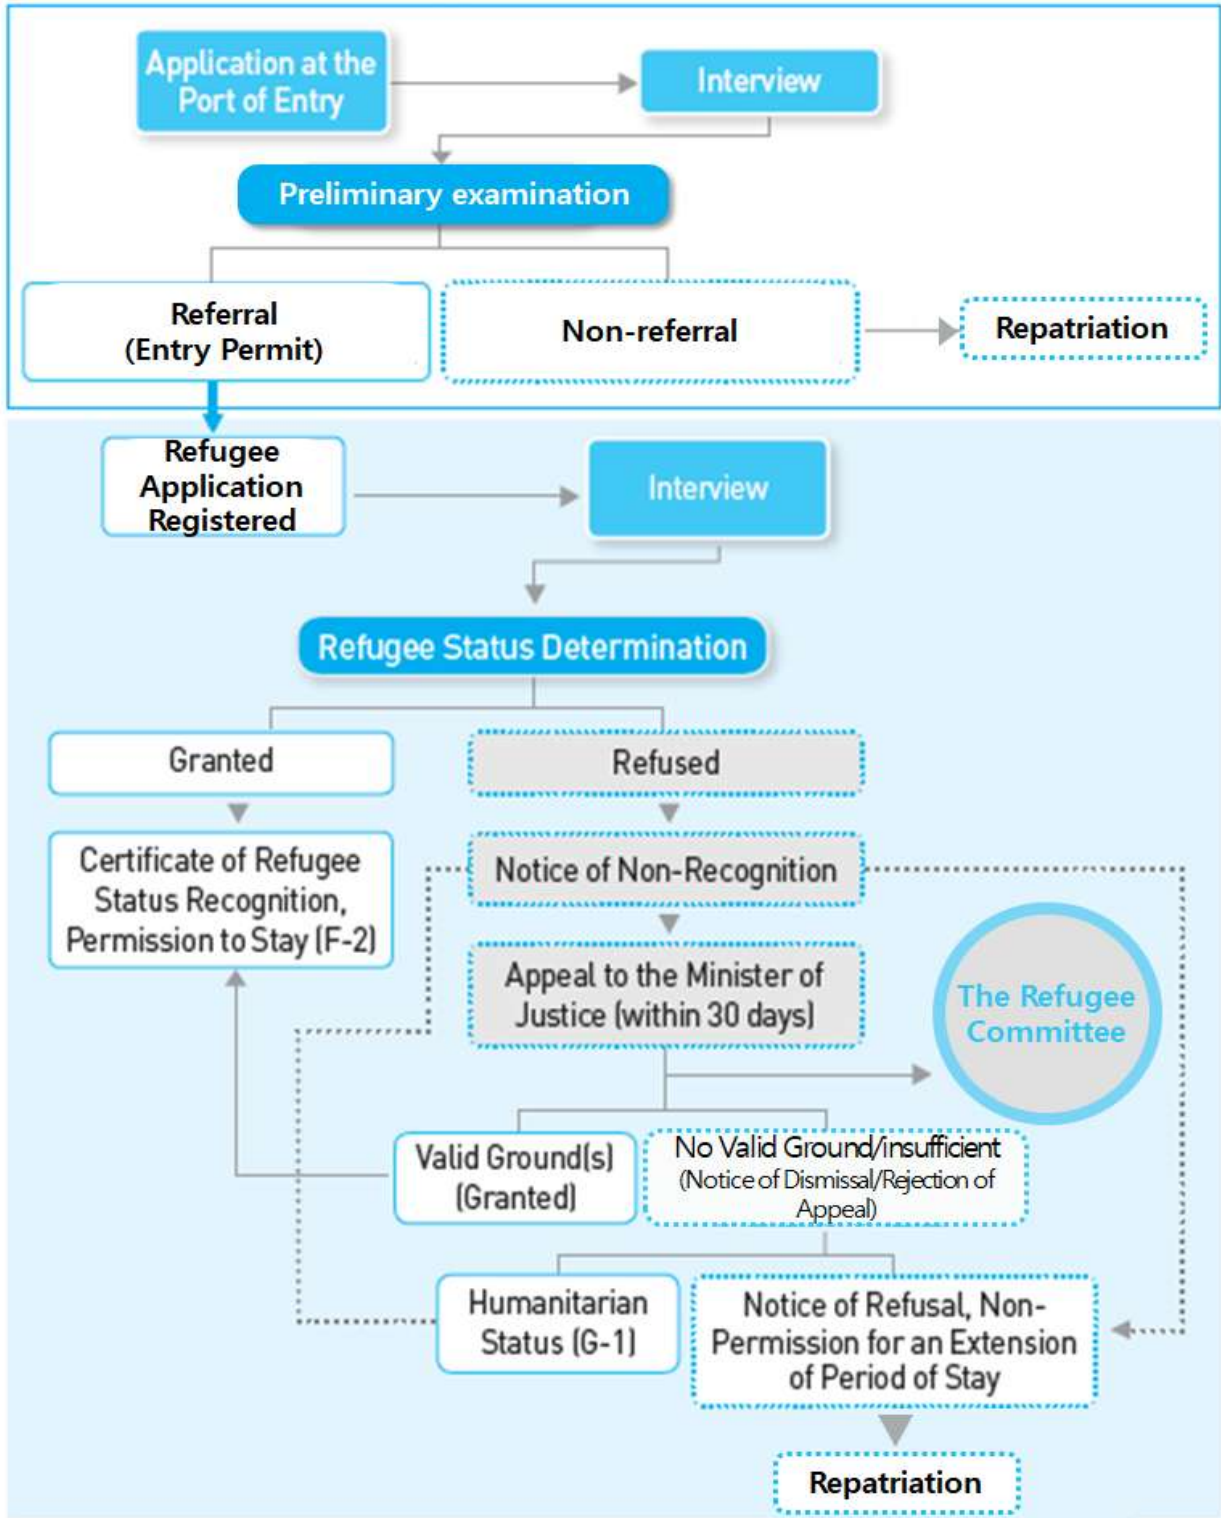 Application at the
Port of Entry
Interview
Preliminary examination
Referral
(Entry Permit)
Non-referral
Repatriation
Refugee
Application
Registered
Interview
Refugee Status Determination
Granted
Refused
Certificate of Refugee
Status Recognition,
Permission to Stay (F-2)
Notice of Non-Recognition
Appeal to the Minister of
Justice (within 30 days)
The Refugee
Committee
Valid Ground(s)
(Granted)
No Valid Ground/insufficient
(Notice of Dismissal/Rejection of
Appeal)
Humanitarian
Status (G-1)
Notice of Refusal, Non-
Permission for an Extension
of Period of Stay
Repatriation